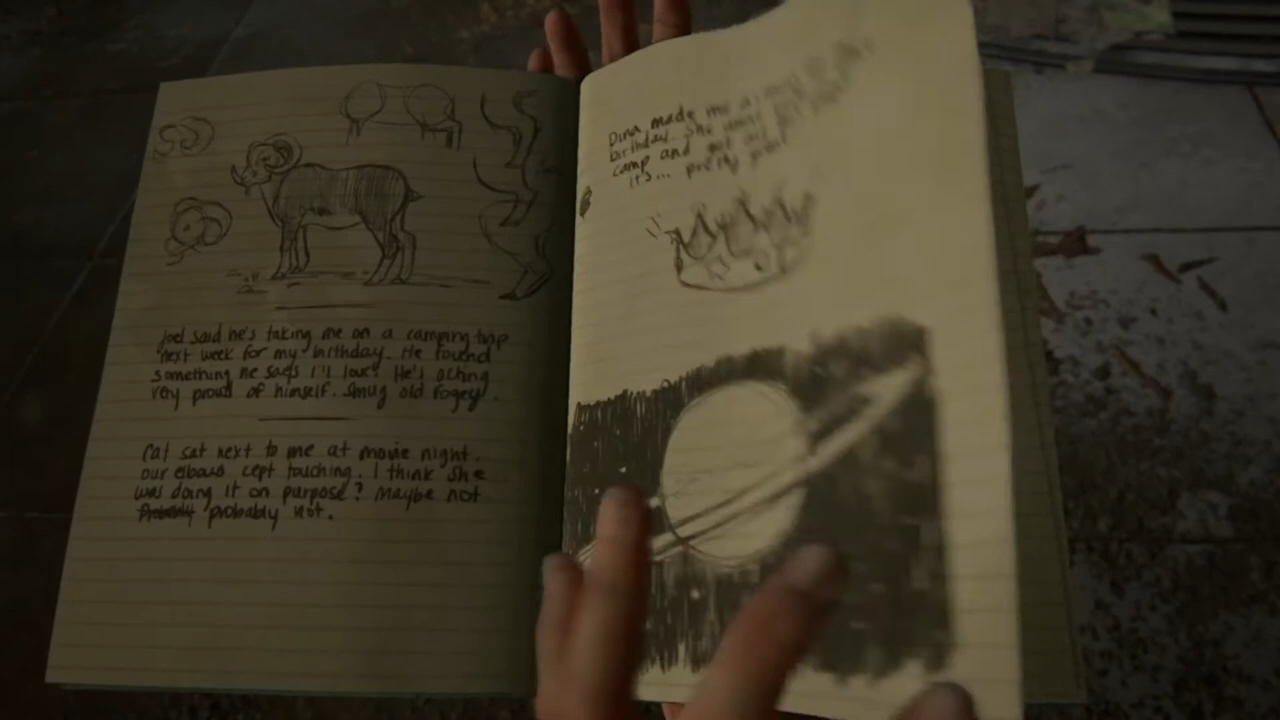 Joel said he's taking me on a camping trip
next week for my birthday. He found
something he says I'll love. He's acting
very proud of himself. Smug old fogey.
Cat sat next to me at movie night.
our elbows kept touching. I think she
was doing it on purpose? Maybe not
Probably probably not.
Dina made me a
birthday. She
camp and got all
it's... pretty